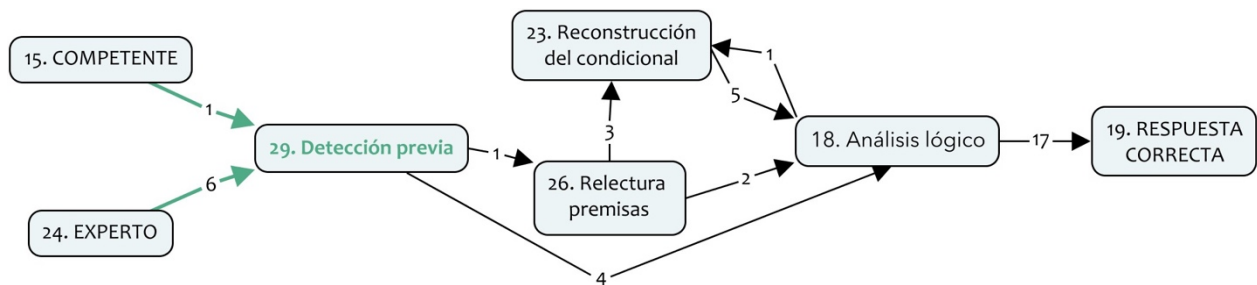 15. COMPETENTE
1
6
24. EXPERTO
29. Detección previa
1
23. Reconstrucción
del condicional
3
26. Relectura
premisas
1
5
2
4
18. Análisis lógico
17
19. RESPUESTA
CORRECTA